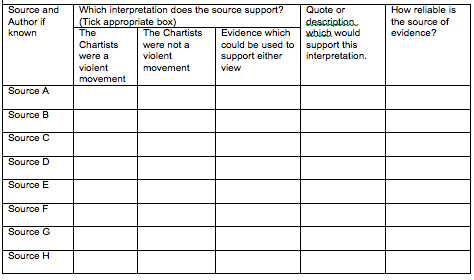 Source and
Author if
known
Which interpretation does the source support?
(Tick appropriate box)
The
Chartists
were a
violent
movement
The Chartists
were not a
violent
movement
Evidence which
could be used to
support either
view
Quote or
description
which would
support this
interpretation.
How reliable is
the source of
evidence?
Source A
Source B
Source C
Source D
Source E
Source F
Source G
Source H